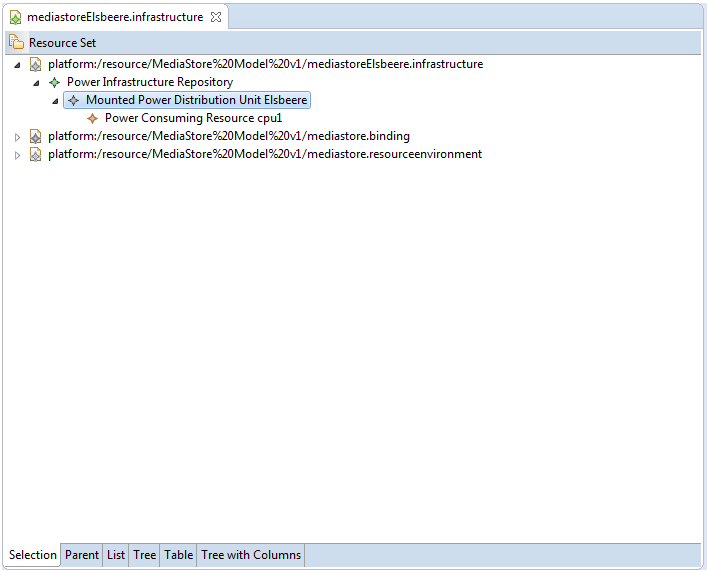 mediastoreElsbeere.infrastructure
Resource Set
platform:/resource/MediaStore%20Model%20v1/mediastoreElsbeere.infrastructure
Power Infrastructure Repository
Mounted Power Distribution Unit Elsbeere
Power Consuming Resource cpu1
platform:/resource/MediaStore%20Model%20v1/mediastore.binding
platform:/resource/MediaStore%20Model%20v1/mediastore.resourceenvironment
Selection Parent List Tree Table Tree with Columns